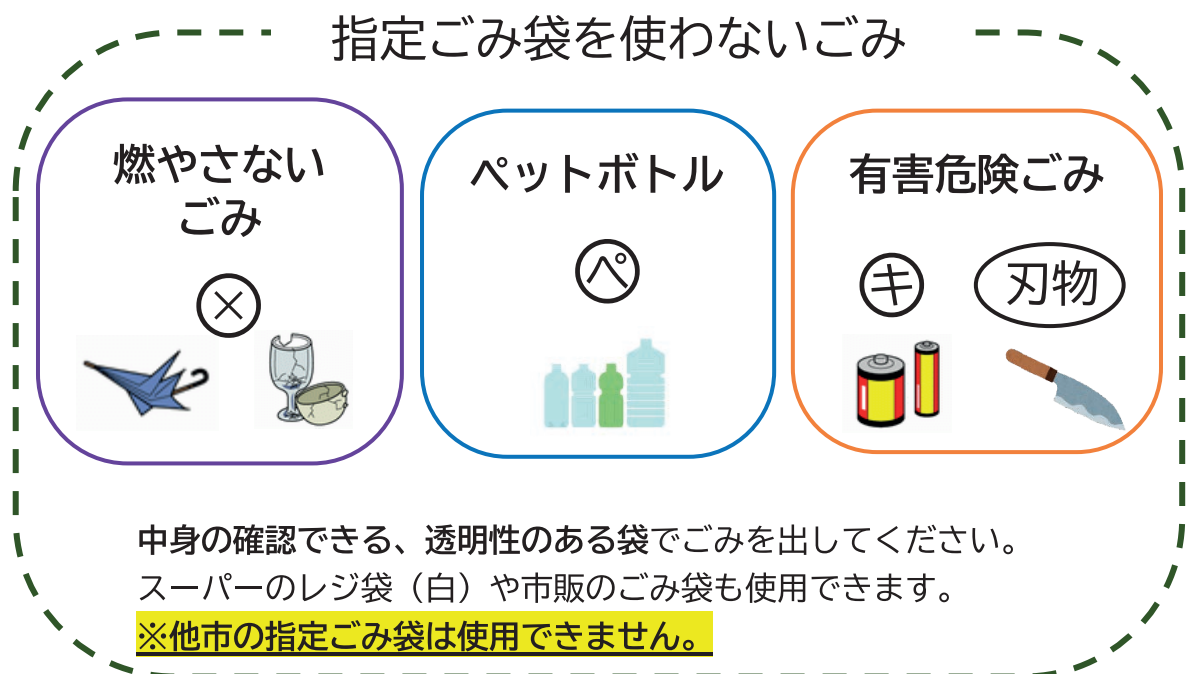 指定ごみ袋を使わないごみ
燃やさない
ごみ
×
ペットボトル
ペ
有害危険ごみ
キ
刃物
中身の確認できる、透明性のある袋でごみを出してください。
スーパーのレジ袋（白）や市販のごみ袋も使用できます。
※他市の指定ごみ袋は使用できません。